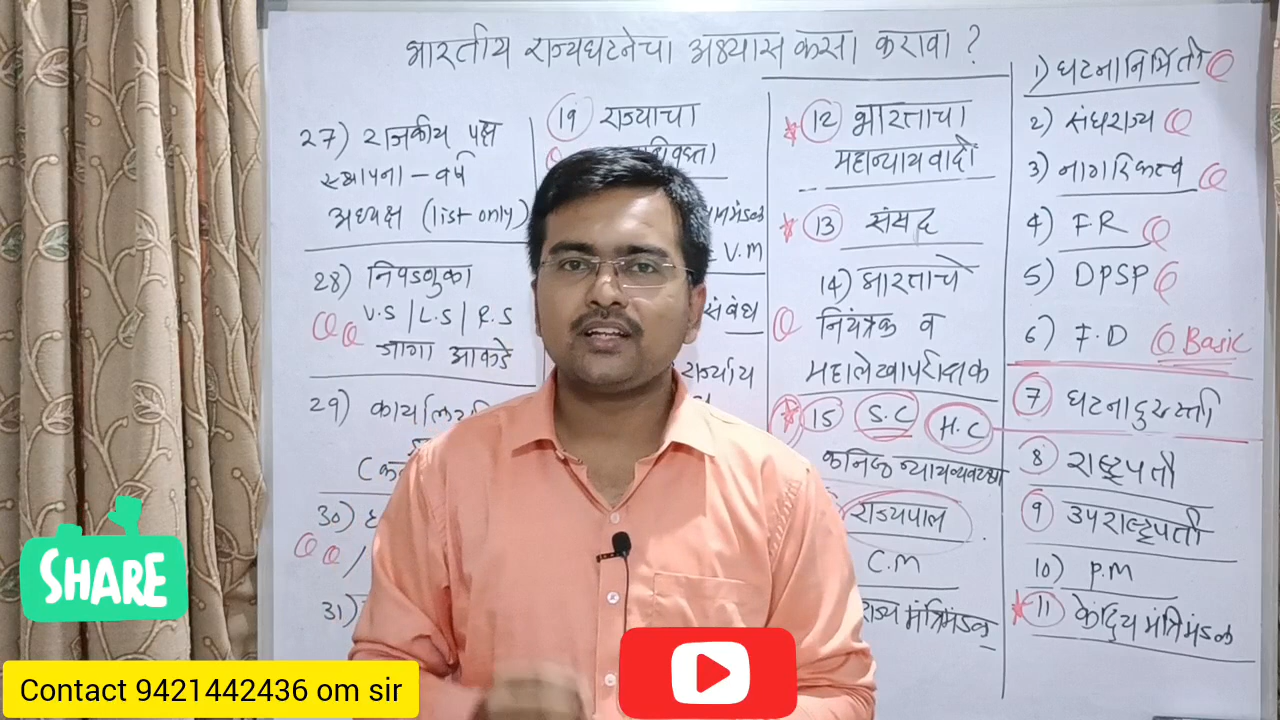 भारतीय राज्यघटनेचा अभ्यास कसा करावा ?
1) घटनानिर्मिती Q
2) संघराज्य Q
3) नागरिकत्व Q
4) F R Q
5) DPSP Q
6) F.D Q Basic
7 घटनादुरुस्ती
8 राष्ट्रपती
9 उपराष्ट्रपती
10) P.M
11 केंद्रिय मंत्रिमंडळ
12 भारताचा
महान्यायवादी
13 संसद
14) भारताचे
Q नियंत्रक व
महालेखापरीक्षक
15 S.C H.C
कनिष्ठ न्यायव्यवस्था
राज्यपाल
C.M
राज्य मंत्रिमंडळ
19 राज्याचा
V.M
संबंध
27) राजकीय पक्ष
स्थापना - वर्ष
अध्यक्ष (list only)
28) निवडणुका
QQ V.S / L.S / R.S
जागा आकडे
29)
30)
QQ /
31)
SHARE
Contact 9421442436 om sir